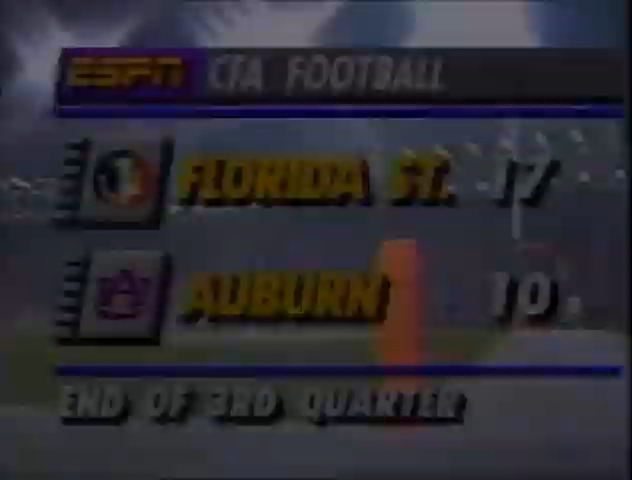 ESPN CFA FOOTBALL
FLORIDA ST. 17
AUBURN 10
END OF 3RD QUARTER